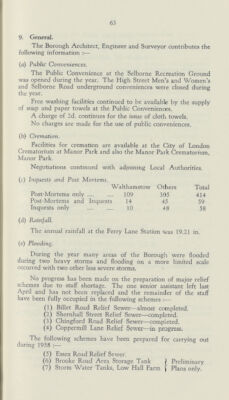 63
9. General.
The Borough Architect, Engineer and Surveyor contributes the
following information :—
(a) Public Conveniences.
The Public Convenience at the Selborne Recreation Ground
was opened during the year. The High Street Men's and Women's
and Selborne Road underground conveniences were closed during
the year.
Free washing facilities continued to be available by the supply
of soap and paper towels at the Public Conveniences.
A charge of 2d. continues for the issue of cloth towels.
No charges are made for the use of public conveniences.
(b) Cremation.
Facilities for cremation are available at the City of London
Crematorium at Manor Park and also the Manor Park Crematorium,
Manor Park.
Negotiations continued with adjoining Local Authorities.
(c) Inquests and Post Mortems.
Walthamstow Others Total
Post-Mortems only .... .... 109 305 414
Post-Mortems and Inquests 14 45 59
Inquests only .... .... 10 48 58
(d) Rainfall.
The annual rainfall at the Ferry Lane Station was 19.21 in.
(e) Flooding.
During the year many areas of the Borough were flooded
during two heavy storms and flooding on a more limited scale
occurred with two other less severe storms.
No progress has been made on the preparation of major relief
schemes due to staff shortage. The one senior assistant left last
April and has not been replaced and the remainder of the staff
have been fully occupied in the following schemes :—
(1) Billet Road Relief Sewer—almost completed.
(2) Shernhall Street Relief Sewer—completed.
(3) Chingford Road Relief Sewer—completed.
(4) Coppermill Lane Relief Sewer—in progress.
The following schemes have been prepared for carrying out
during 1958 :—
(5) Essex Road Relief Sewer.
(6) Brooke Road Area Storage Tank } Preliminary
(7) Storm Water Tanks, Low Hall Farm } Plans only.